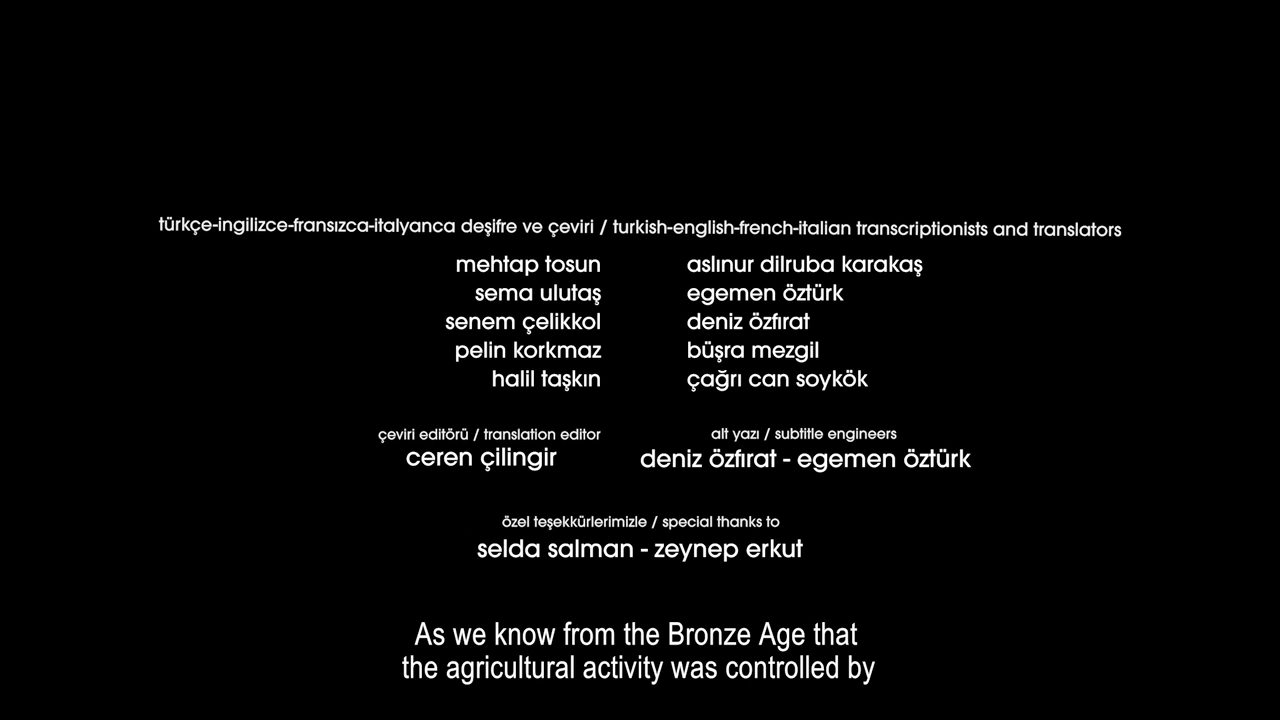 türkçe-ingilizce-fransızca-italyanca deşifre ve çeviri / turkish-english-french-italian transcriptionists and translators
mehtap tosun aslınur dilruba karakaş
sema ulutaş egemen öztürk
senem çelikkol deniz özfırat
pelin korkmaz büşra mezgil
halil taşkın çağrı can soykök
çeviri editörü / translation editor alt yazı / subtitle engineers
ceren çilingir deniz özfırat - egemen öztürk
özel teşekkürlerimizle / special thanks to
selda salman - zeynep erkut
As we know from the Bronze Age that
the agricultural activity was controlled by